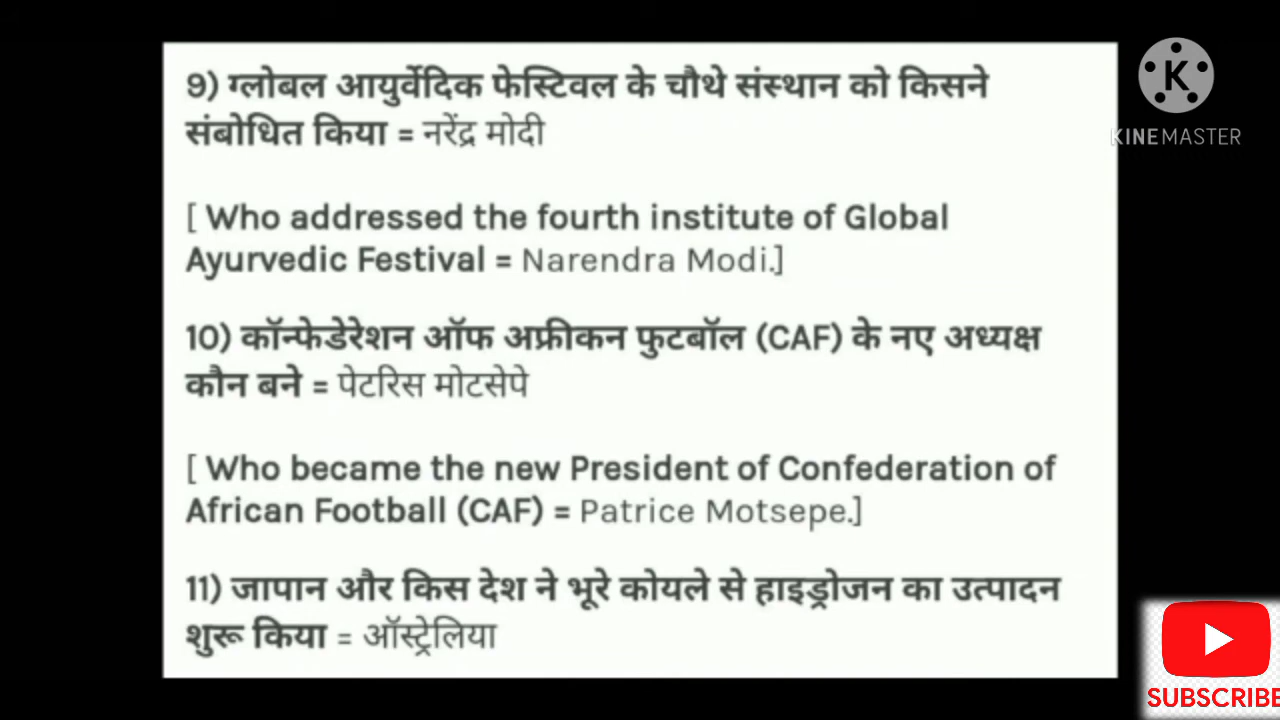 9) ग्लोबल आयुर्वेदिक फेस्टिवल के चौथे संस्थान को किसने
संबोधित किया = नरेंद्र मोदी
[ Who addressed the fourth institute of Global
Ayurvedic Festival = Narendra Modi.]
10) कॉन्फेडेरेशन ऑफ अफ्रीकन फुटबॉल (CAF) के नए अध्यक्ष
कौन बने = पेटरिस मोटसेपे
[ Who became the new President of Confederation of
African Football (CAF) = Patrice Motsepe.]
11) जापान और किस देश ने भूरे कोयले से हाइड्रोजन का उत्पादन
शुरू किया = ऑस्ट्रेलिया
K
KINEMASTER
SUBSCRIBE